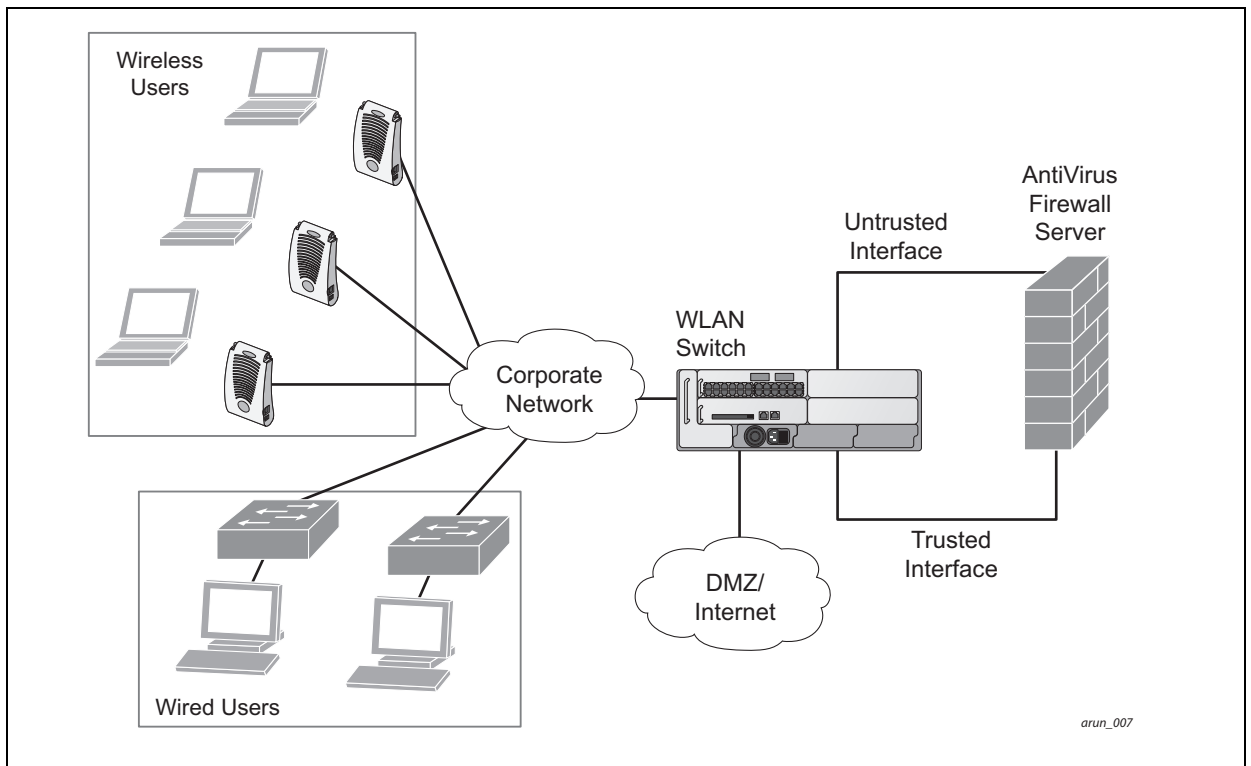 Wireless
Users
AntiVirus
Firewall
Server
Untrusted
Interface
WLAN
Switch
Corporate
Network
Trusted
Interface
DMZ/
Internet
Wired Users
arun_007